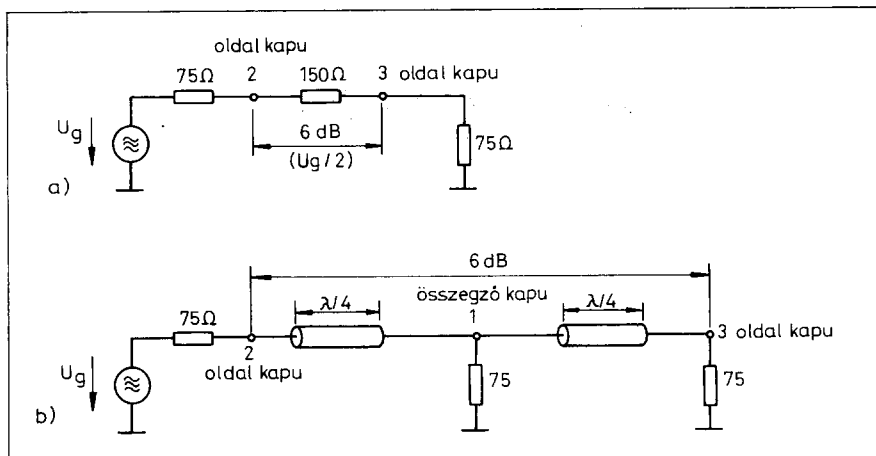 oldal kapu
75Ω 2 150Ω 3 oldal kapu
Ug
6 dB
(Ug/2)
75Ω
a)
6 dB
összegző kapu
λ/4 1 λ/4
75Ω
2
3 oldal kapu
oldal kapu
Ug
75 75
b)